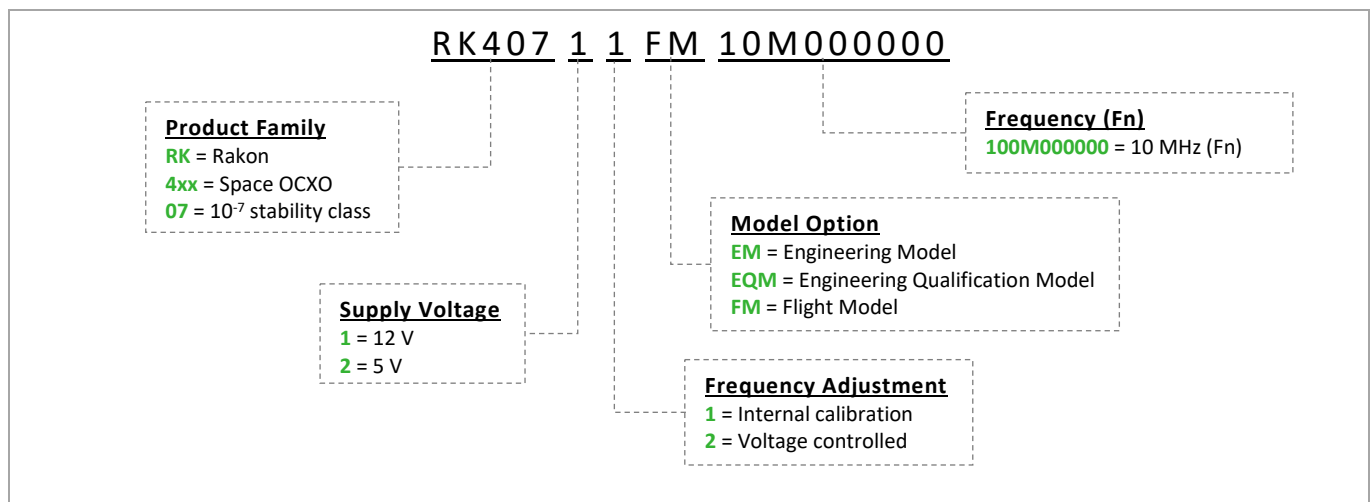 RK407 1 1 FM 10M000000
Product Family
RK = Rakon
4xx = Space OCXO
07 = 10⁻⁷ stability class
Frequency (Fn)
100M000000 = 10 MHz (Fn)
Model Option
EM = Engineering Model
EQM = Engineering Qualification Model
FM = Flight Model
Supply Voltage
1 = 12 V
2 = 5 V
Frequency Adjustment
1 = Internal calibration
2 = Voltage controlled